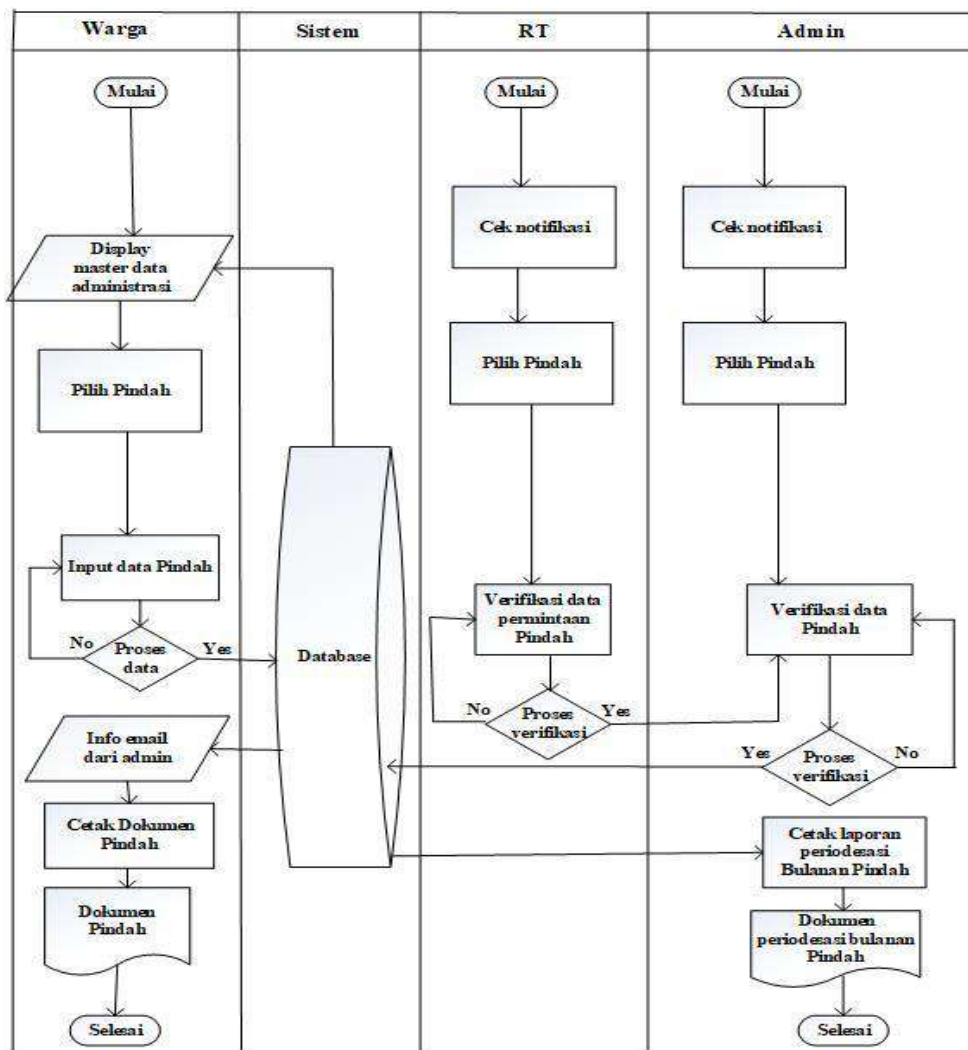 Warga
Sistem
RT
Admin
Mulai
Display
master data
administrasi
Pilih Pindah
Input data Pindah
No
Proses
data
Yes
Info email
dari admin
Cetak Dokumen
Pindah
Dokumen
Pindah
Selesai
Database
Mulai
Cek notifikasi
Pilih Pindah
Verifikasi data
permintaan
Pindah
No
Proses
verifikasi
Yes
Mulai
Cek notifikasi
Pilih Pindah
Verifikasi data
Pindah
Yes
Proses
verifikasi
No
Cetak laporan
periodesasi
Bulanan Pindah
Dokumen
periodesasi bulanan
Pindah
Selesai